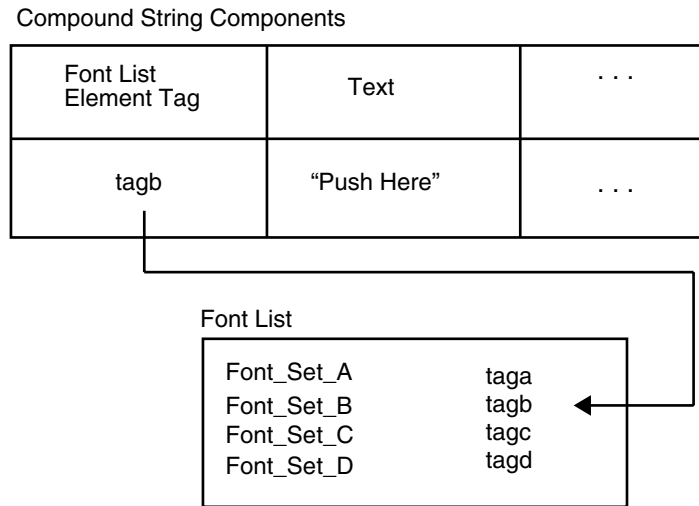 Compound String Components
Font List
Element Tag
Text
. . .
tagb
“Push Here”
. . .
Font List
Font_Set_A taga
Font_Set_B tagb
Font_Set_C tagc
Font_Set_D tagd